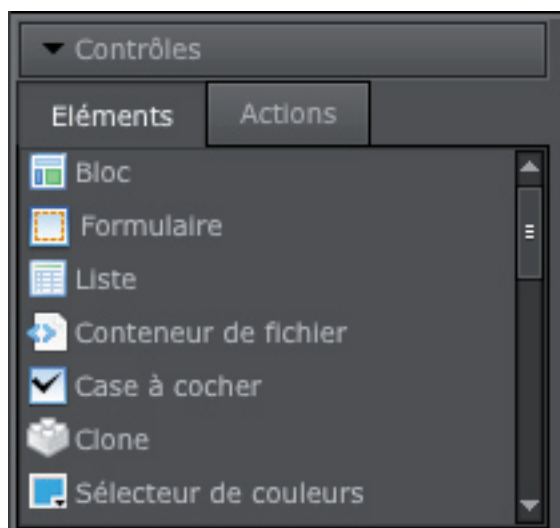 Contrôles
Eléments
Actions
Bloc
Formulaire
Liste
Conteneur de fichier
Case à cocher
Clone
Sélecteur de couleurs